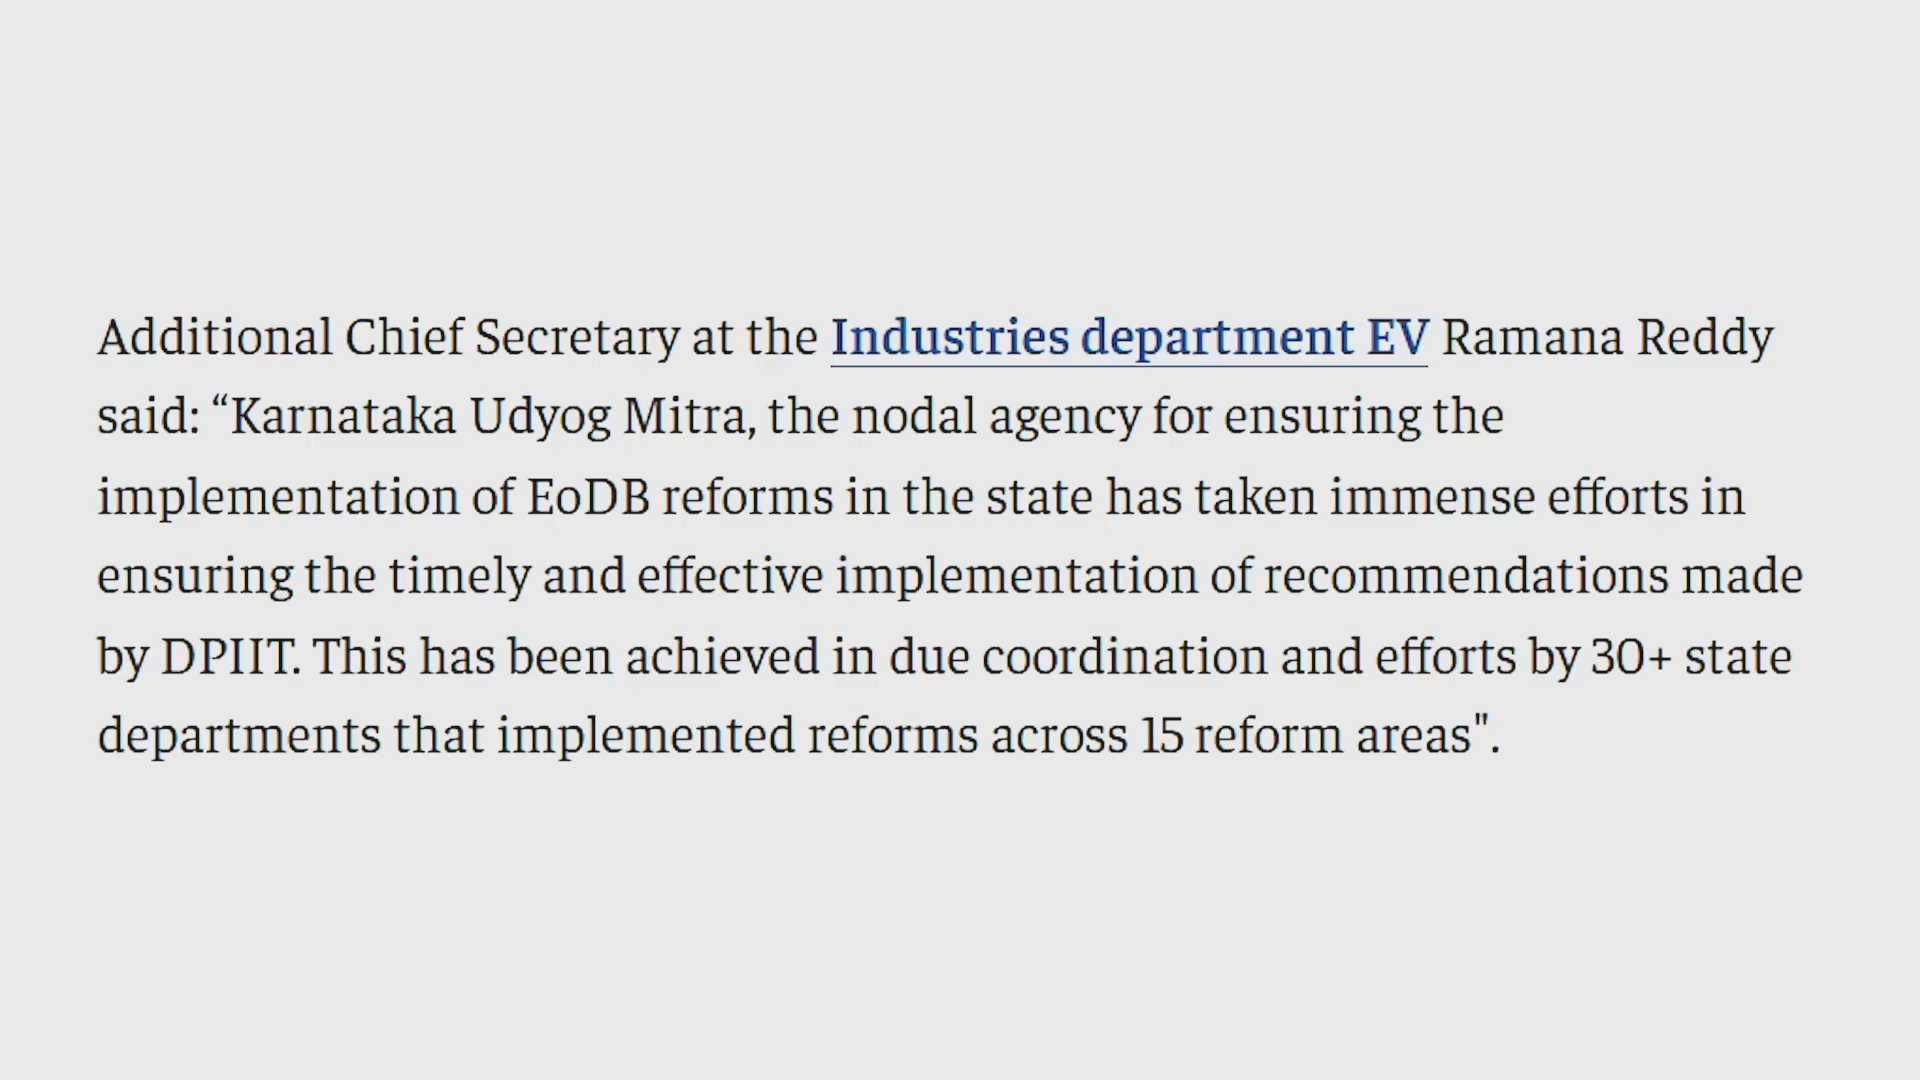 Additional Chief Secretary at the Industries department EV Ramana Reddy
said: “Karnataka Udyog Mitra, the nodal agency for ensuring the
implementation of EoDB reforms in the state has taken immense efforts in
ensuring the timely and effective implementation of recommendations made
by DPIIT. This has been achieved in due coordination and efforts by 30+ state
departments that implemented reforms across 15 reform areas".